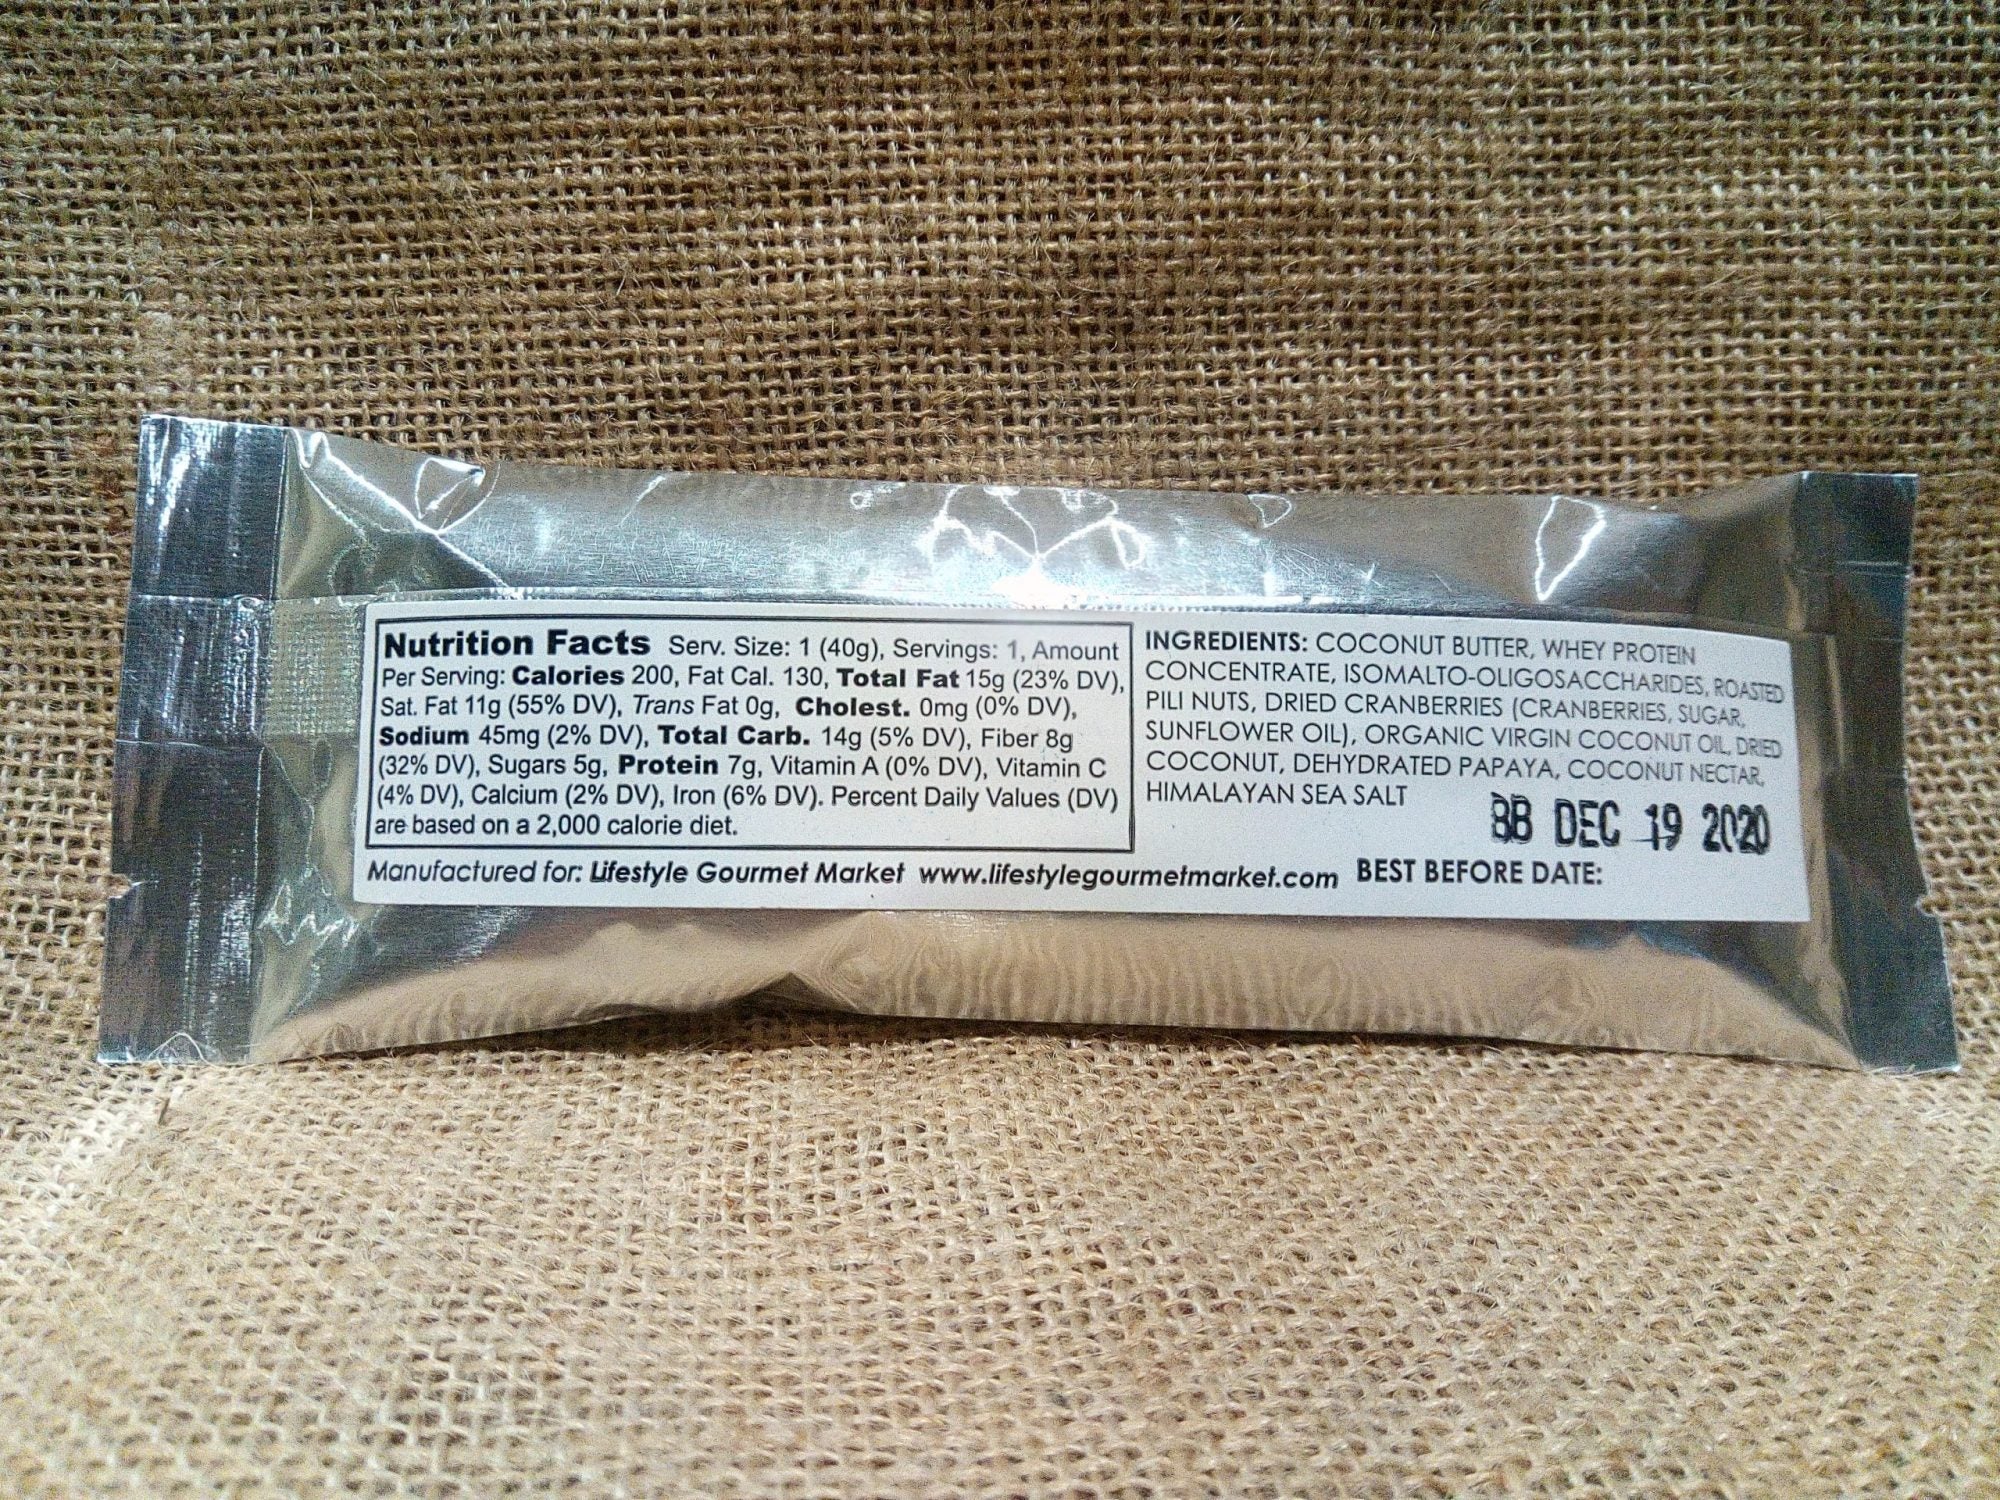 Nutrition Facts Serv. Size: 1 (40g), Servings: 1, Amount
Per Serving: Calories 200, Fat Cal. 130, Total Fat 15g (23% DV),
Sat. Fat 11g (55% DV), Trans Fat 0g, Cholest. 0mg (0% DV),
Sodium 45mg (2% DV), Total Carb. 14g (5% DV), Fiber 8g
(32% DV), Sugars 5g, Protein 7g, Vitamin A (0% DV), Vitamin C
(4% DV), Calcium (2% DV), Iron (6% DV). Percent Daily Values (DV)
are based on a 2,000 calorie diet.
INGREDIENTS: COCONUT BUTTER, WHEY PROTEIN
CONCENTRATE, ISOMALTO-OLIGOSACCHARIDES, ROASTED
PILI NUTS, DRIED CRANBERRIES (CRANBERRIES, SUGAR,
SUNFLOWER OIL), ORGANIC VIRGIN COCONUT OIL, DRIED
COCONUT, DEHYDRATED PAPAYA, COCONUT NECTAR,
HIMALAYAN SEA SALT
BB DEC 19 2020
Manufactured for: Lifestyle Gourmet Market www.lifestylegourmetmarket.com BEST BEFORE DATE: